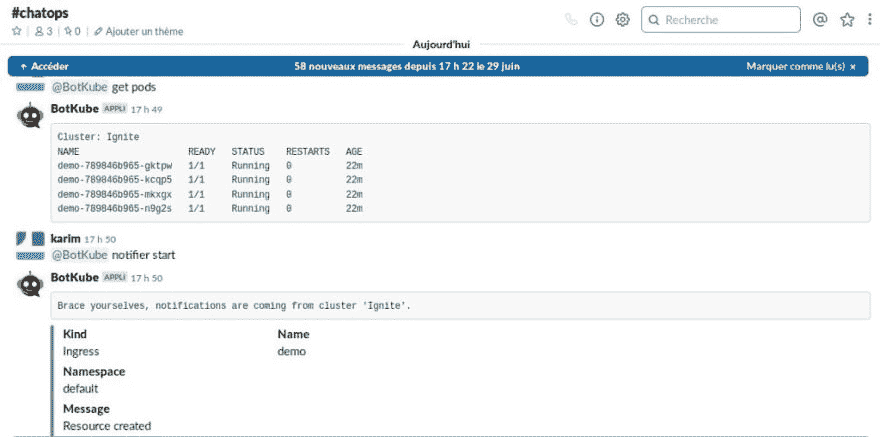 #chatops
3 | 0 | Ajouter un thème
Recherche
Aujourd'hui
↑ Accéder 58 nouveaux messages depuis 17 h 22 le 29 juin Marquer comme lu(s) ×
@BotKube get pods
BotKube APPLI 17 h 49
Cluster: Ignite
NAME READY STATUS RESTARTS AGE
demo-789846b965-gktpw 1/1 Running 0 22m
demo-789846b965-kcqp5 1/1 Running 0 22m
demo-789846b965-mkxgx 1/1 Running 0 22m
demo-789846b965-n9g2s 1/1 Running 0 22m
karim 17 h 50
@BotKube notifier start
BotKube APPLI 17 h 50
Brace yourselves, notifications are coming from cluster 'Ignite'.
Kind Name
Ingress demo
Namespace
default
Message
Resource created